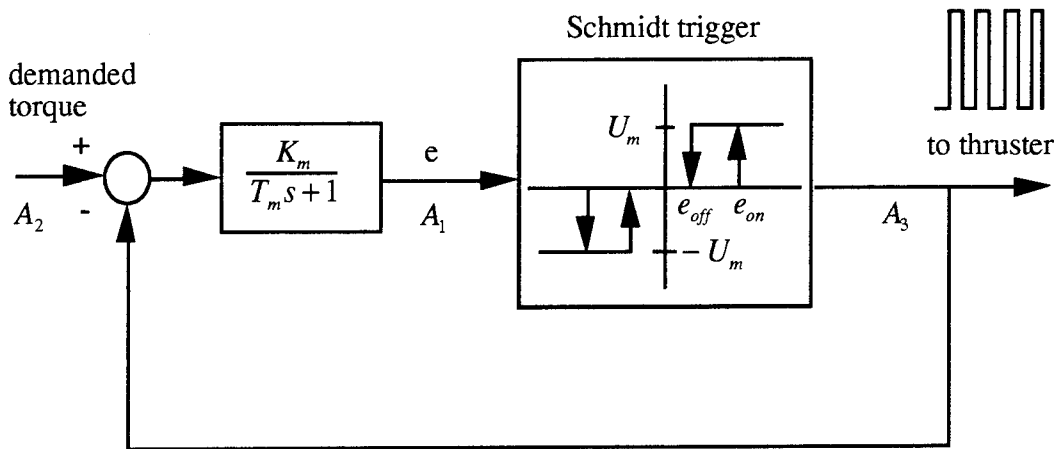 Schmidt trigger
demanded
torque
+
-
A_2
K_m
T_m s + 1
e
A_1
U_m
e_off e_on
- U_m
A_3
to thruster